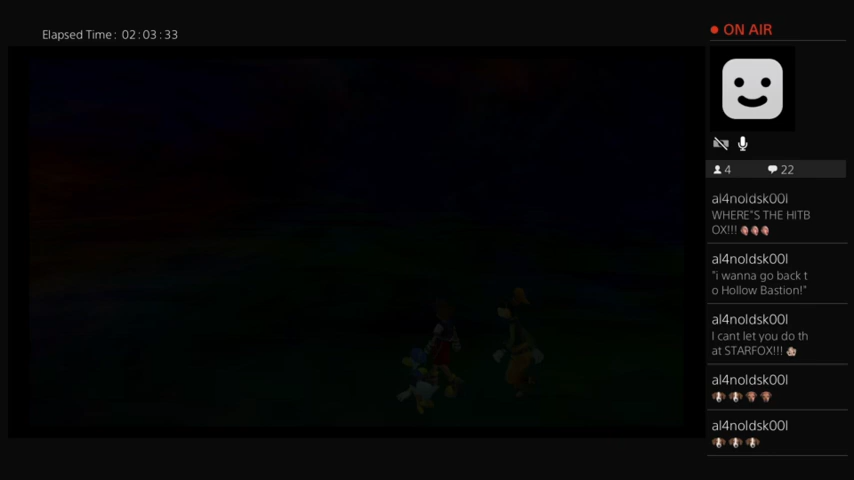 Elapsed Time: 02:03:33
ON AIR
4 22
al4noldsk00l
WHERE"S THE HITB
OX!!!
al4noldsk00l
"i wanna go back t
o Hollow Bastion!"
al4noldsk00l
I cant let you do th
at STARFOX!!!
al4noldsk00l
al4noldsk00l